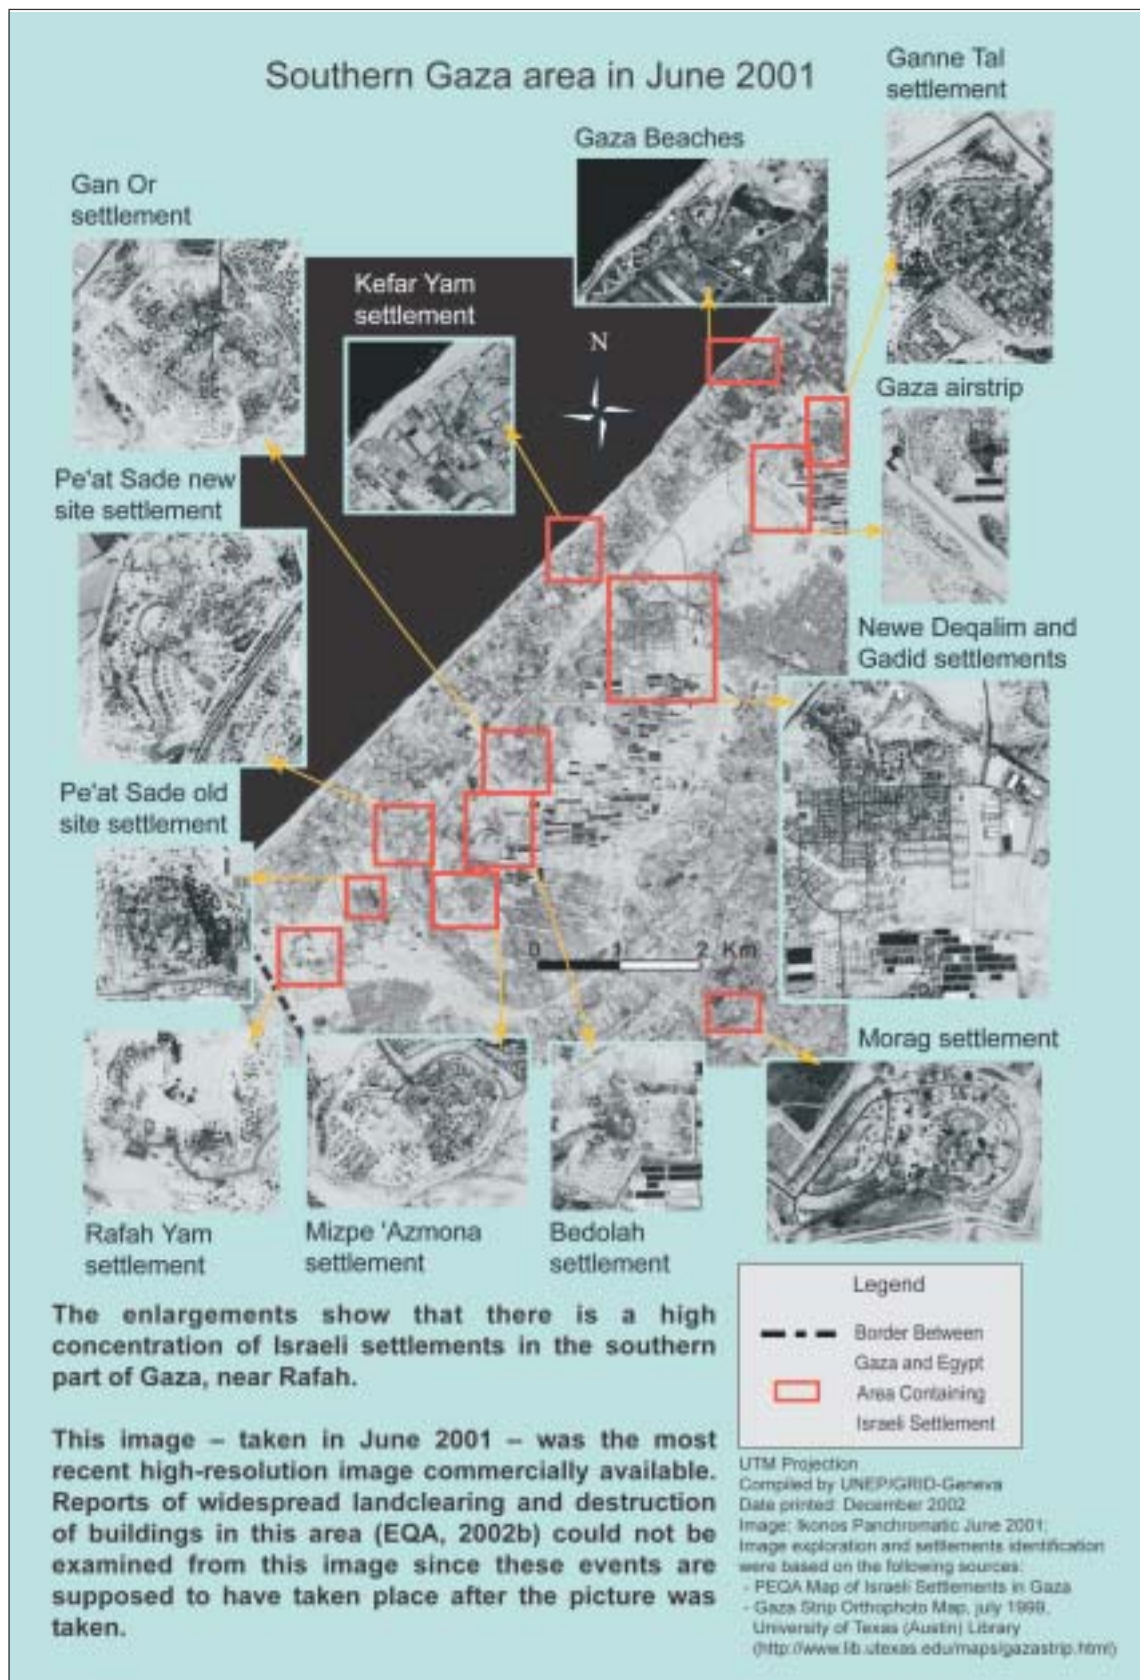 Southern Gaza area in June 2001
Ganne Tal
settlement
Gaza Beaches
Gan Or
settlement
Kefar Yam
settlement
N
Gaza airstrip
Pe'at Sade new
site settlement
Newe Deqalim and
Gadid settlements
Pe'at Sade old
site settlement
0 1 2 Km
Morag settlement
Rafah Yam
settlement
Mizpe 'Azmona
settlement
Bedolah
settlement
The enlargements show that there is a high
concentration of Israeli settlements in the southern
part of Gaza, near Rafah.
This image – taken in June 2001 – was the most
recent high-resolution image commercially available.
Reports of widespread landclearing and destruction
of buildings in this area (EQA, 2002b) could not be
examined from this image since these events are
supposed to have taken place after the picture was
taken.
Legend
Border Between
Gaza and Egypt
Area Containing
Israeli Settlement
UTM Projection
Compiled by UNEP/GRID-Geneva
Date printed: December 2002
Image: Ikonos Panchromatic June 2001;
Image exploration and settlements identification
were based on the following sources:
- PEQA Map of Israeli Settlements in Gaza
- Gaza Strip Orthophoto Map, july 1999,
University of Texas (Austin) Library
(http://www.lib.utexas.edu/maps/gazastrip.html)